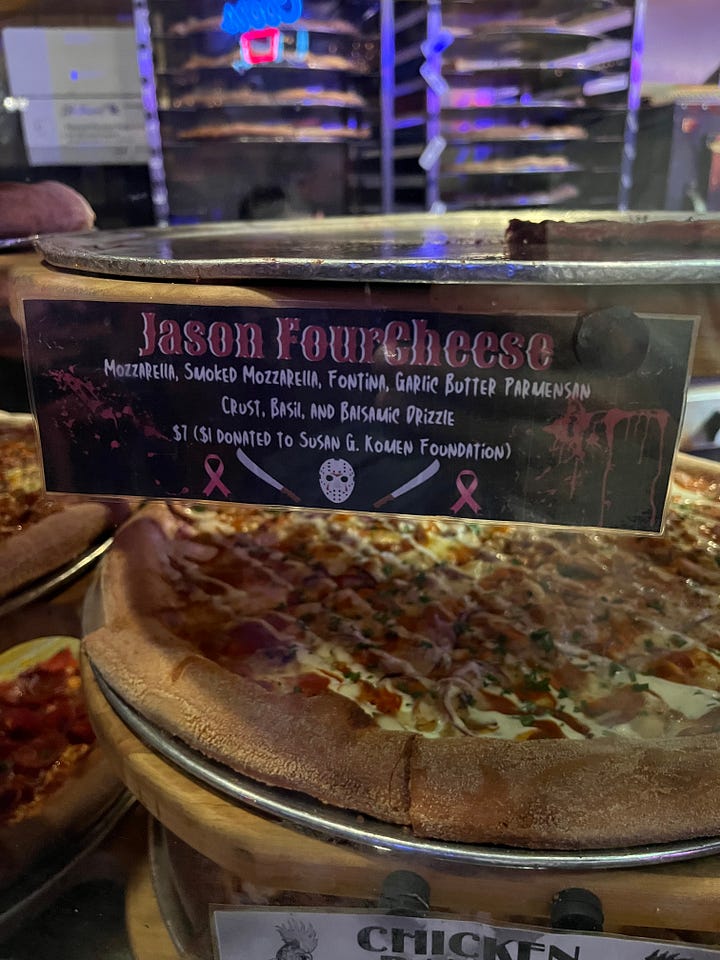 Jason FourCheese
Mozzarella, Smoked Mozzarella, Fontina, Garlic Butter Parmensan
Crust, Basil, and Balsamic Drizzle
$7 ($1 donated to Susan G. Komen Foundation)
CHICKEN